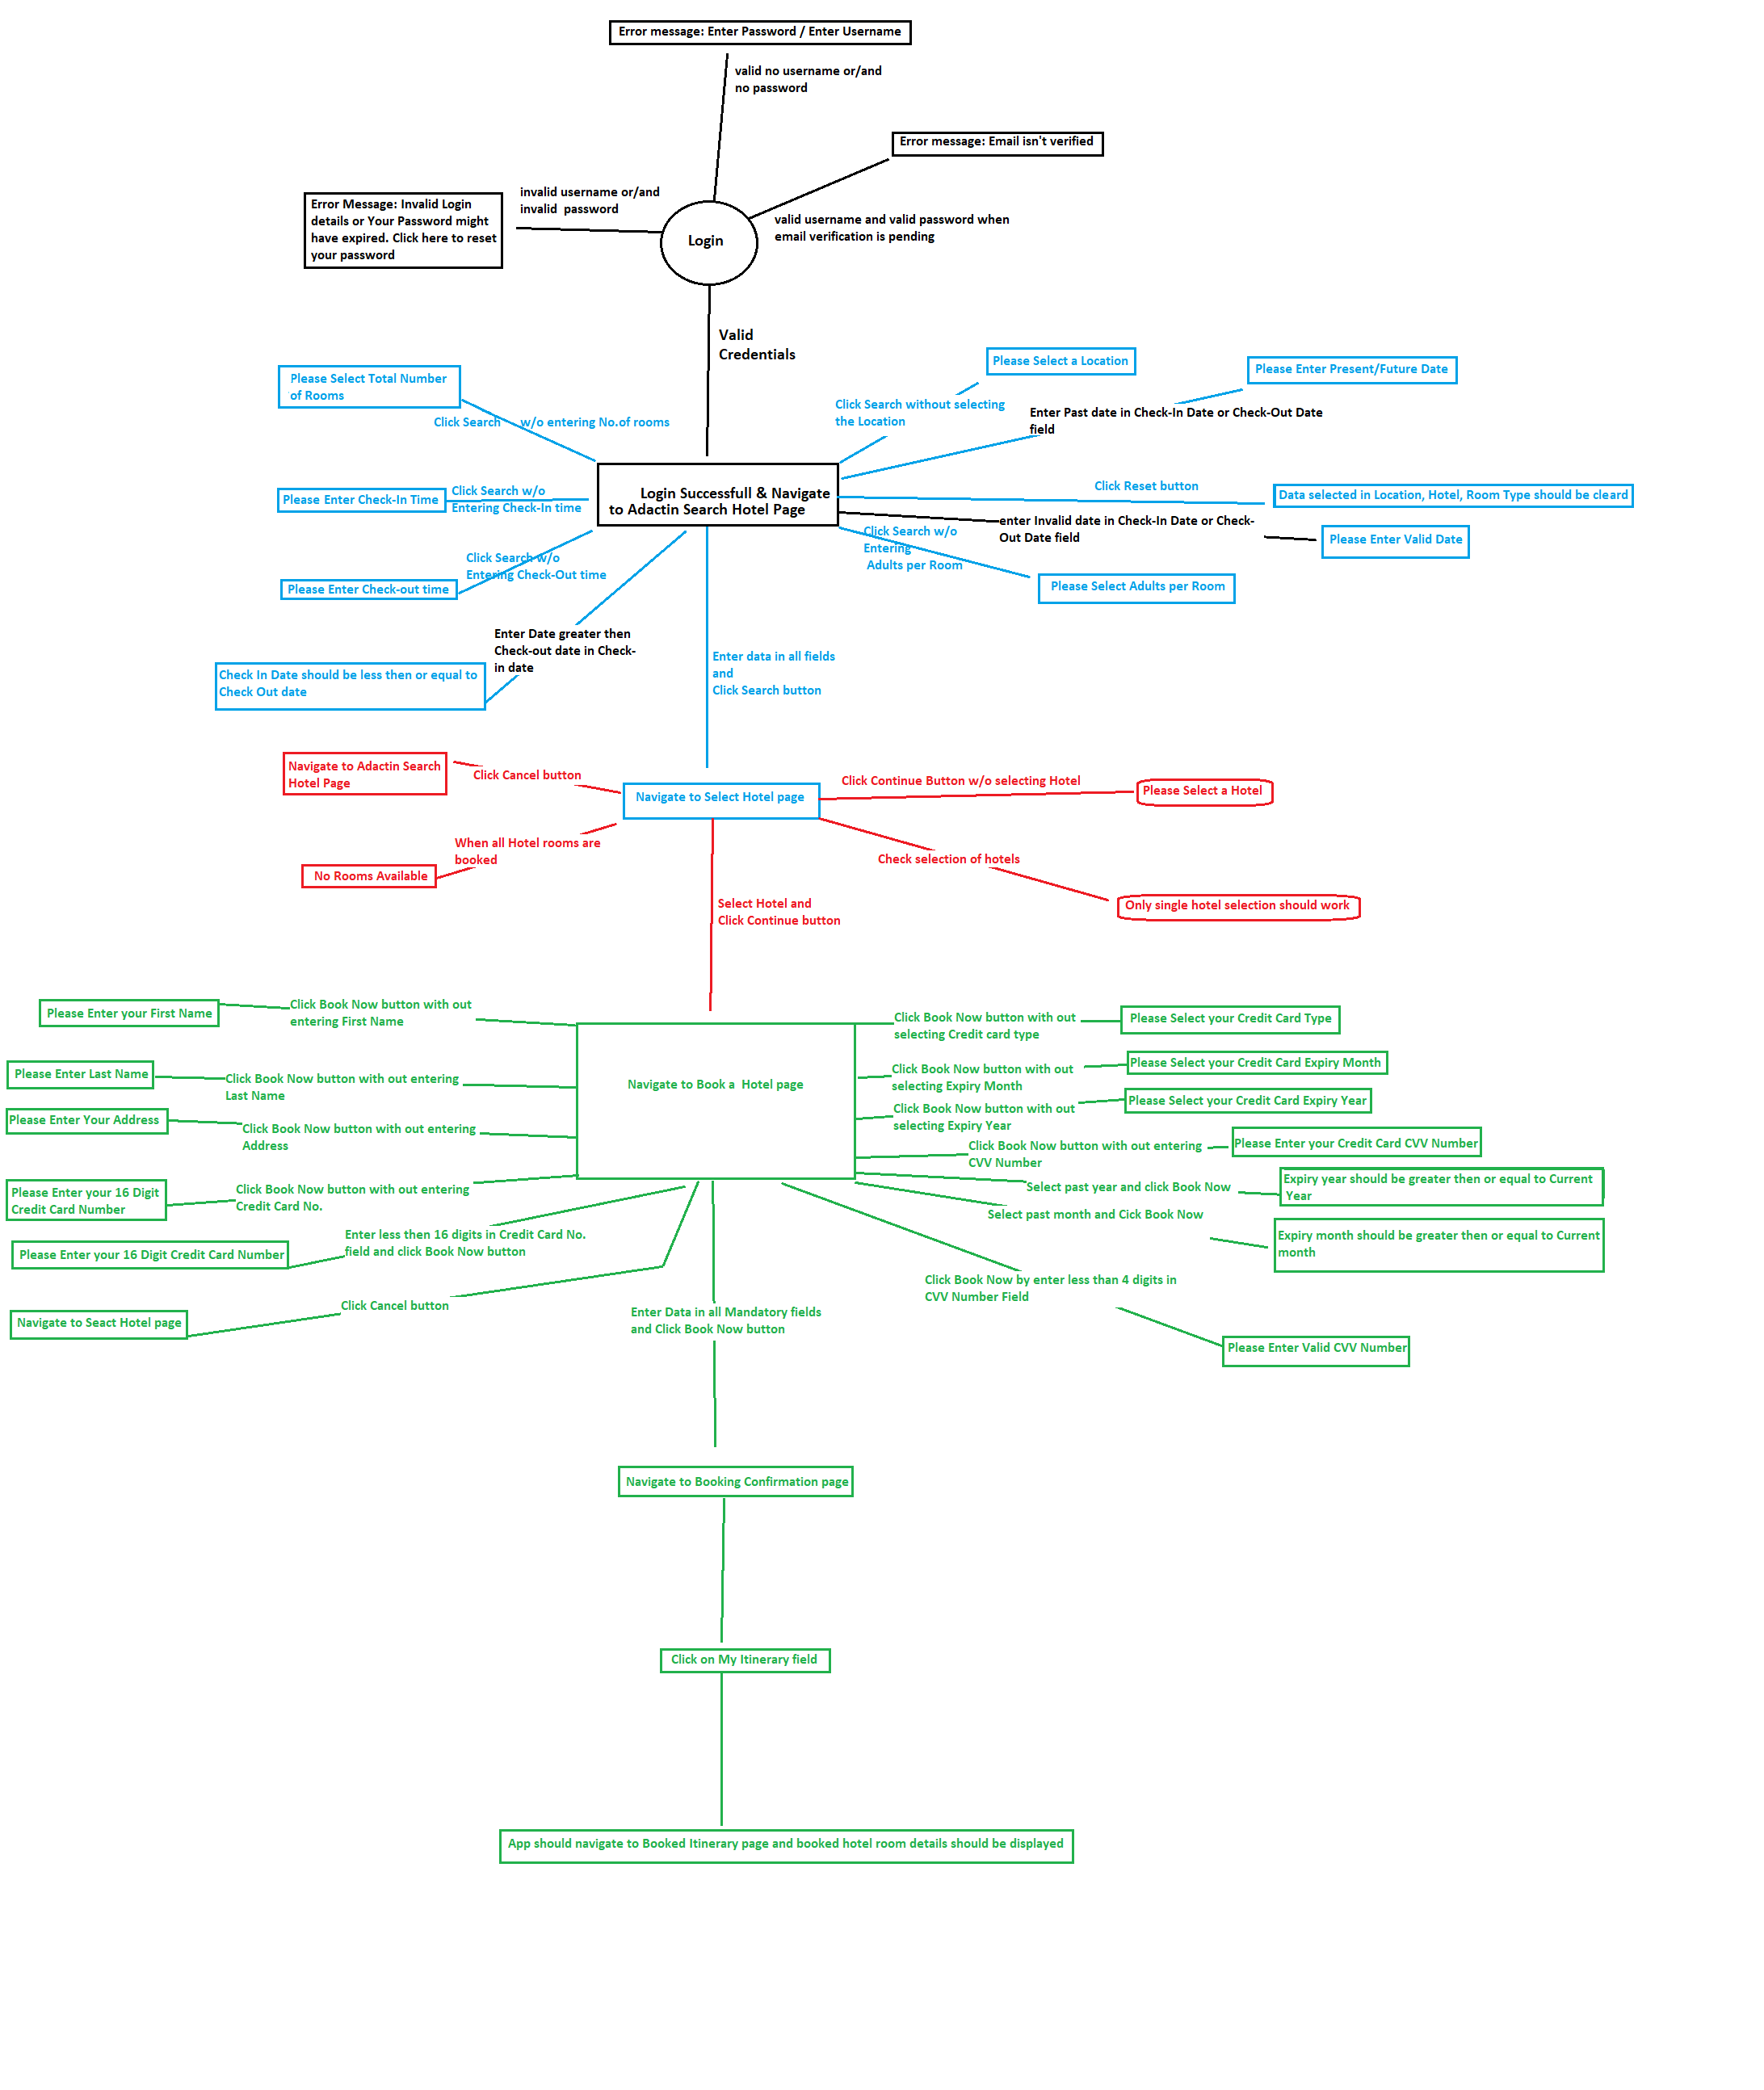 Error message: Enter Password / Enter Username
valid no username or/and
no password
Error message: Email isn't verified
invalid username or/and
invalid  password
Error Message: Invalid Login
details or Your Password might
have expired. Click here to reset
your password
Login
valid username and valid password when
email verification is pending
Valid
Credentials
Please Select a Location
Please Enter Present/Future Date
Please Select Total Number
of Rooms
Click Search without selecting
the Location
Enter Past date in Check-In Date or Check-Out Date
field
Click Search w/o entering No.of rooms
Login Successfull & Navigate
to Adactin Search Hotel Page
Please Enter Check-In Time
Click Search w/o
Entering Check-In time
Click Reset button
Data selected in Location, Hotel, Room Type should be cleard
enter Invalid date in Check-In Date or Check-
Out Date field
Please Enter Valid Date
Click Search w/o
Entering
Adults per Room
Please Select Adults per Room
Click Search w/o
Entering Check-Out time
Please Enter Check-out time
Enter Date greater then
Check-out date in Check-
in date
Check In Date should be less then or equal to
Check Out date
Enter data in all fields
and
Click Search button
Navigate to Adactin Search
Hotel Page
Click Cancel button
Navigate to Select Hotel page
Click Continue Button w/o selecting Hotel
Please Select a Hotel
When all Hotel rooms are
booked
No Rooms Available
Check selection of hotels
Only single hotel selection should work
Select Hotel and
Click Continue button
Please Enter your First Name
Click Book Now button with out
entering First Name
Click Book Now button with out
selecting Credit card type
Please Select your Credit Card Type
Please Enter Last Name
Click Book Now button with out entering
Last Name
Navigate to Book a  Hotel page
Click Book Now button with out
selecting Expiry Month
Please Select your Credit Card Expiry Month
Please Enter Your Address
Click Book Now button with out entering
Address
Click Book Now button with out
selecting Expiry Year
Please Select your Credit Card Expiry Year
Click Book Now button with out entering
CVV Number
Please Enter your Credit Card CVV Number
Please Enter your 16 Digit
Credit Card Number
Click Book Now button with out entering
Credit Card No.
Select past year and click Book Now
Expiry year should be greater then or equal to Current
Year
Select past month and Cick Book Now
Expiry month should be greater then or equal to Current
month
Please Enter your 16 Digit Credit Card Number
Enter less then 16 digits in Credit Card No.
field and click Book Now button
Click Book Now by enter less than 4 digits in
CVV Number Field
Please Enter Valid CVV Number
Navigate to Seact Hotel page
Click Cancel button
Enter Data in all Mandatory fields
and Click Book Now button
Navigate to Booking Confirmation page
Click on My Itinerary field
App should navigate to Booked Itinerary page and booked hotel room details should be displayed